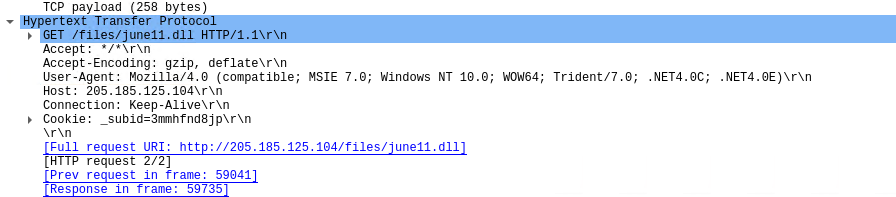 TCP payload (258 bytes)
Hypertext Transfer Protocol
GET /files/june11.dll HTTP/1.1\r\n
Accept: */*\r\n
Accept-Encoding: gzip, deflate\r\n
User-Agent: Mozilla/4.0 (compatible; MSIE 7.0; Windows NT 10.0; WOW64; Trident/7.0; .NET4.0C; .NET4.0E)\r\n
Host: 205.185.125.104\r\n
Connection: Keep-Alive\r\n
Cookie: _subid=3mmhfnd8jp\r\n
\r\n
[Full request URI: http://205.185.125.104/files/june11.dll]
[HTTP request 2/2]
[Prev request in frame: 59041]
[Response in frame: 59735]